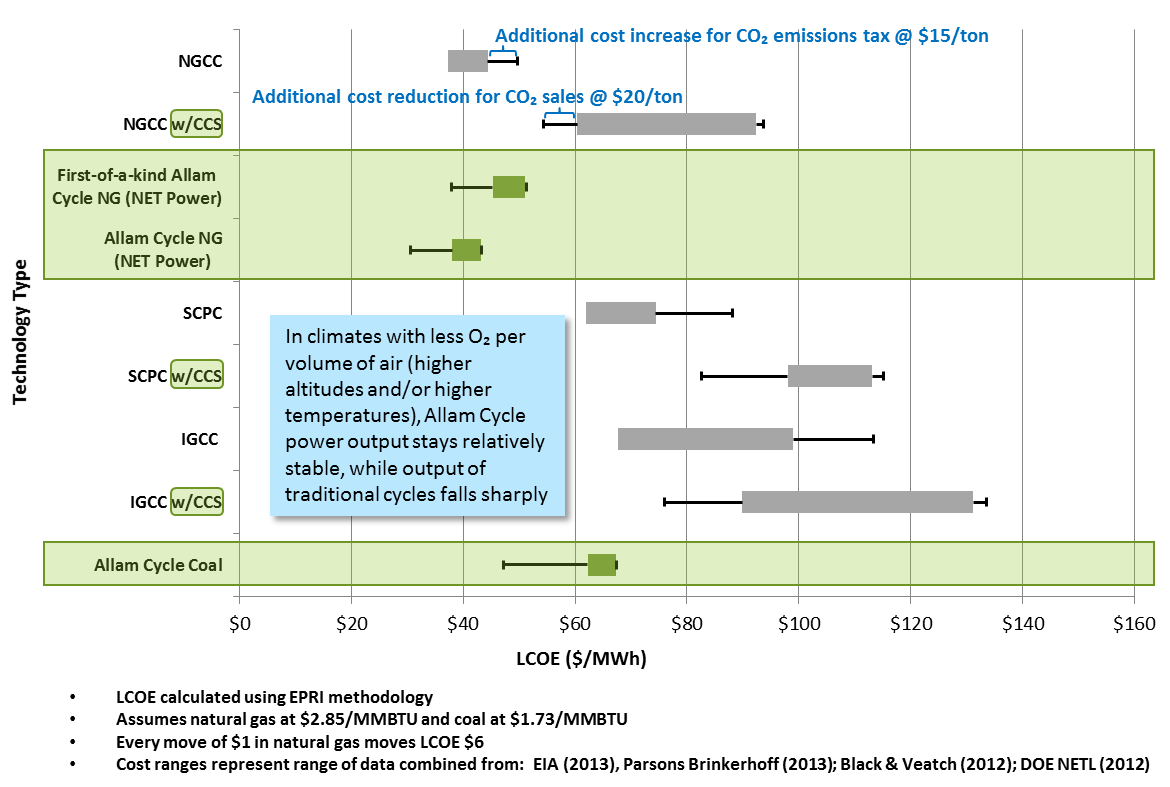 Additional cost increase for CO₂ emissions tax @ $15/ton
NGCC
Additional cost reduction for CO₂ sales @ $20/ton
NGCC w/CCS
First-of-a-kind Allam
Cycle NG (NET Power)
Allam Cycle NG
(NET Power)
Technology Type
SCPC
SCPC w/CCS
IGCC
IGCC w/CCS
In climates with less O₂ per
volume of air (higher
altitudes and/or higher
temperatures), Allam Cycle
power output stays relatively
stable, while output of
traditional cycles falls sharply
Allam Cycle Coal
$0 $20 $40 $60 $80 $100 $120 $140 $160
LCOE ($/MWh)
• LCOE calculated using EPRI methodology
• Assumes natural gas at $2.85/MMBTU and coal at $1.73/MMBTU
• Every move of $1 in natural gas moves LCOE $6
• Cost ranges represent range of data combined from: EIA (2013), Parsons Brinkerhoff (2013); Black & Veatch (2012); DOE NETL (2012)